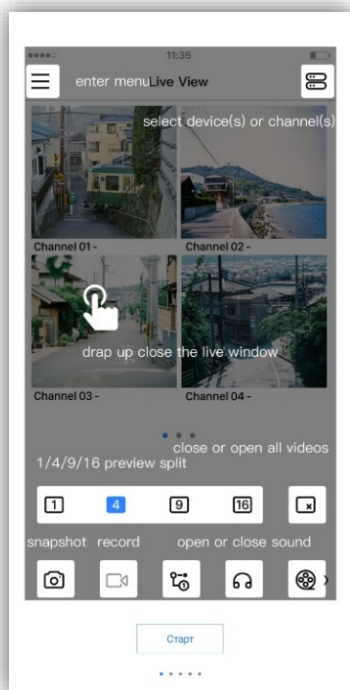 11:35
enter menu Live View
select device(s) or channel(s)
Channel 01 -
Channel 02 -
drap up close the live window
Channel 03 -
Channel 04 -
close or open all videos
1/4/9/16 preview split
1 4 9 16
snapshot record open or close sound
Старт